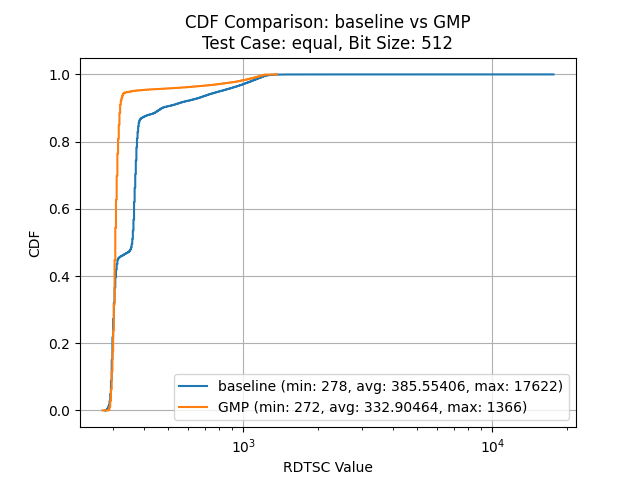 CDF Comparison: baseline vs GMP
Test Case: equal, Bit Size: 512
1.0
0.8
0.6
0.4
0.2
0.0
CDF
baseline (min: 278, avg: 385.55406, max: 17622)
GMP (min: 272, avg: 332.90464, max: 1366)
10³ 10⁴
RDTSC Value